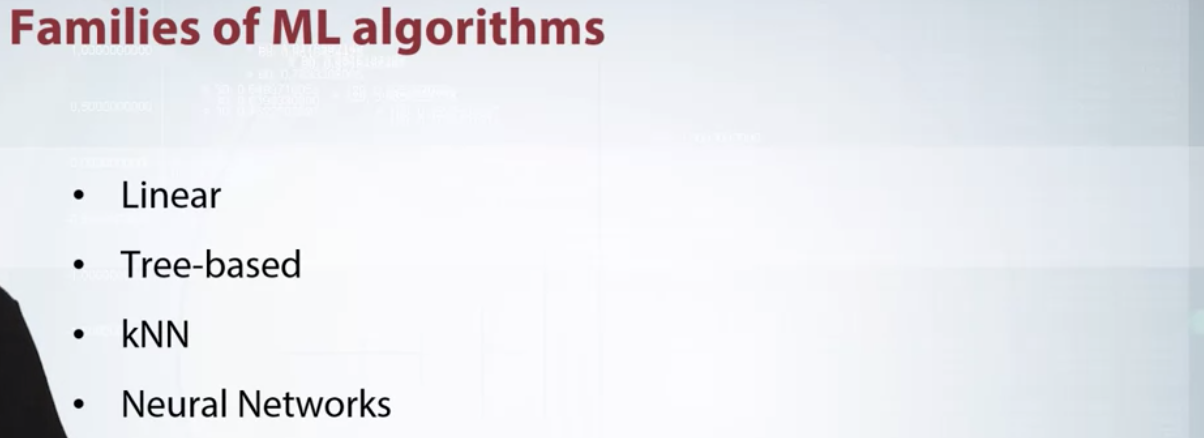 Families of ML algorithms
• Linear
• Tree-based
• kNN
• Neural Networks